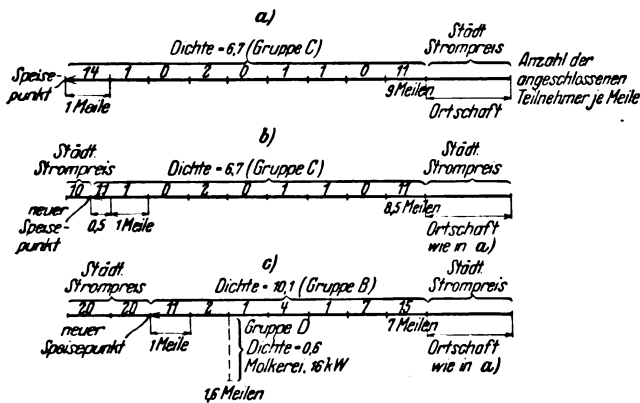 a.)
Dichte = 6,7 (Gruppe C)
Städt
Strompreis
Speise-
punkt
14 1 0 2 0 1 1 0 11
1 Meile
9 Meilen
Ortschaft
Anzahl der
angeschlossenen
Teilnehmer je Meile
b)
Städt.
Strompreis
Dichte = 6,7 (Gruppe C)
Städt.
Strompreis
10 11 1 0 2 0 1 1 0 11
neuer
Speise-
punkt
0,5
1 Meile
8,5 Meilen
Ortschaft
wie in a.)
c)
Städt.
Strompreis
Dichte = 10,1 (Gruppe B)
Städt.
Strompreis
20 20 11 2 1 4 1 7 15
neuer
Speisepunkt
1 Meile
Gruppe D
Dichte = 0,6
Molkerei, 16 kW
1,6 Meilen
7 Meilen
Ortschaft
wie in a.)